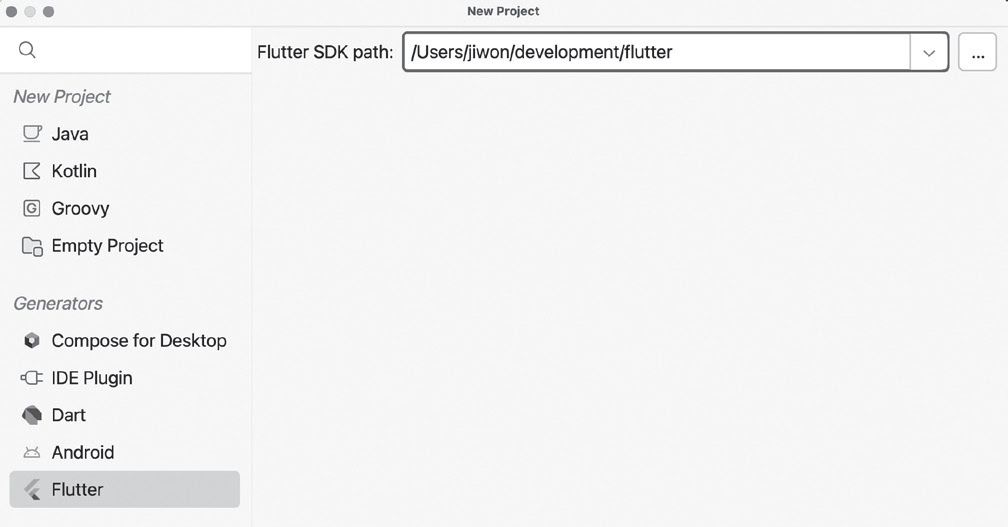 New Project
Flutter SDK path: /Users/jiwon/development/flutter ...
New Project
Java
Kotlin
Groovy
Empty Project
Generators
Compose for Desktop
IDE Plugin
Dart
Android
Flutter